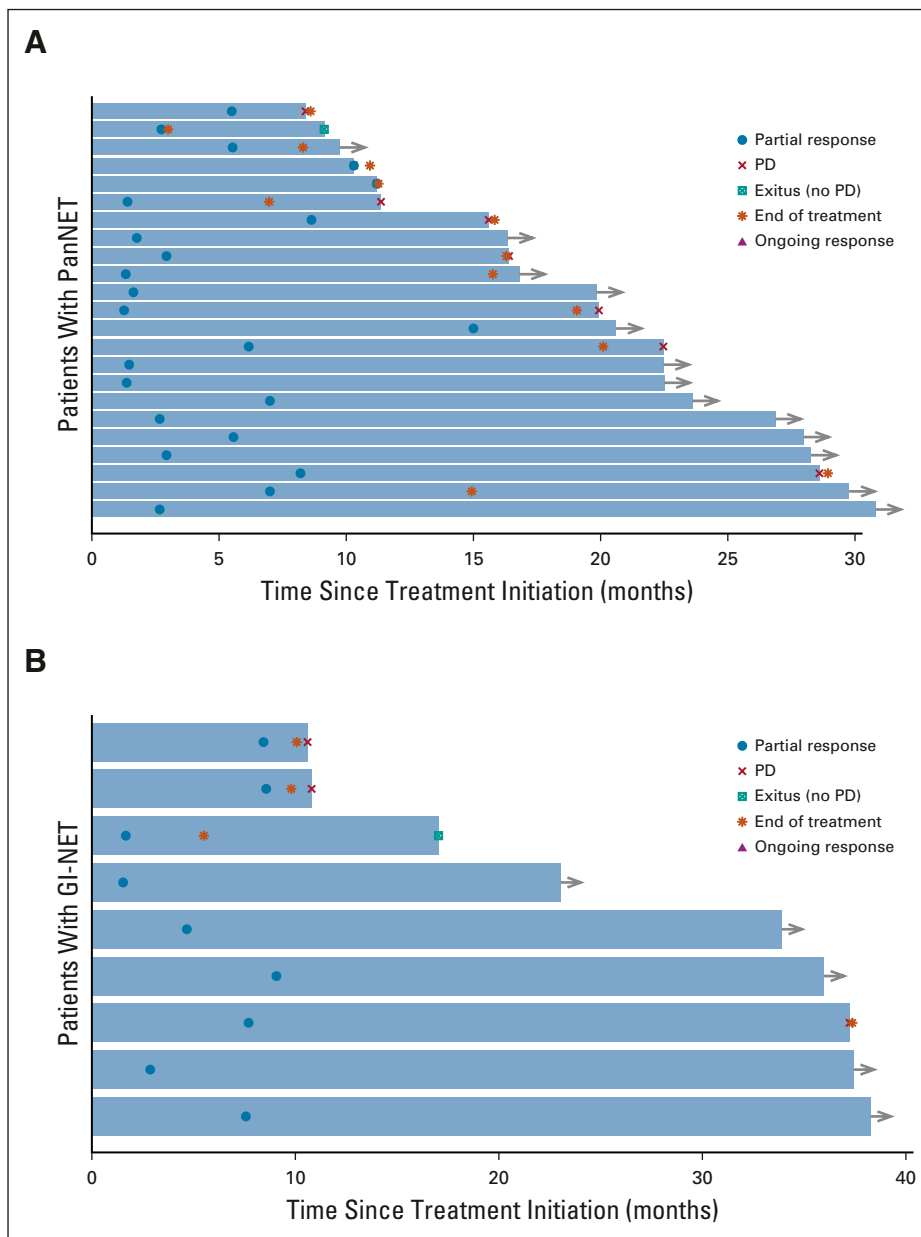 A
Patients With PanNET
Partial response
PD
Exitus (no PD)
End of treatment
Ongoing response
0 5 10 15 20 25 30
Time Since Treatment Initiation (months)
B
Patients With GI-NET
Partial response
PD
Exitus (no PD)
End of treatment
Ongoing response
0 10 20 30 40
Time Since Treatment Initiation (months)